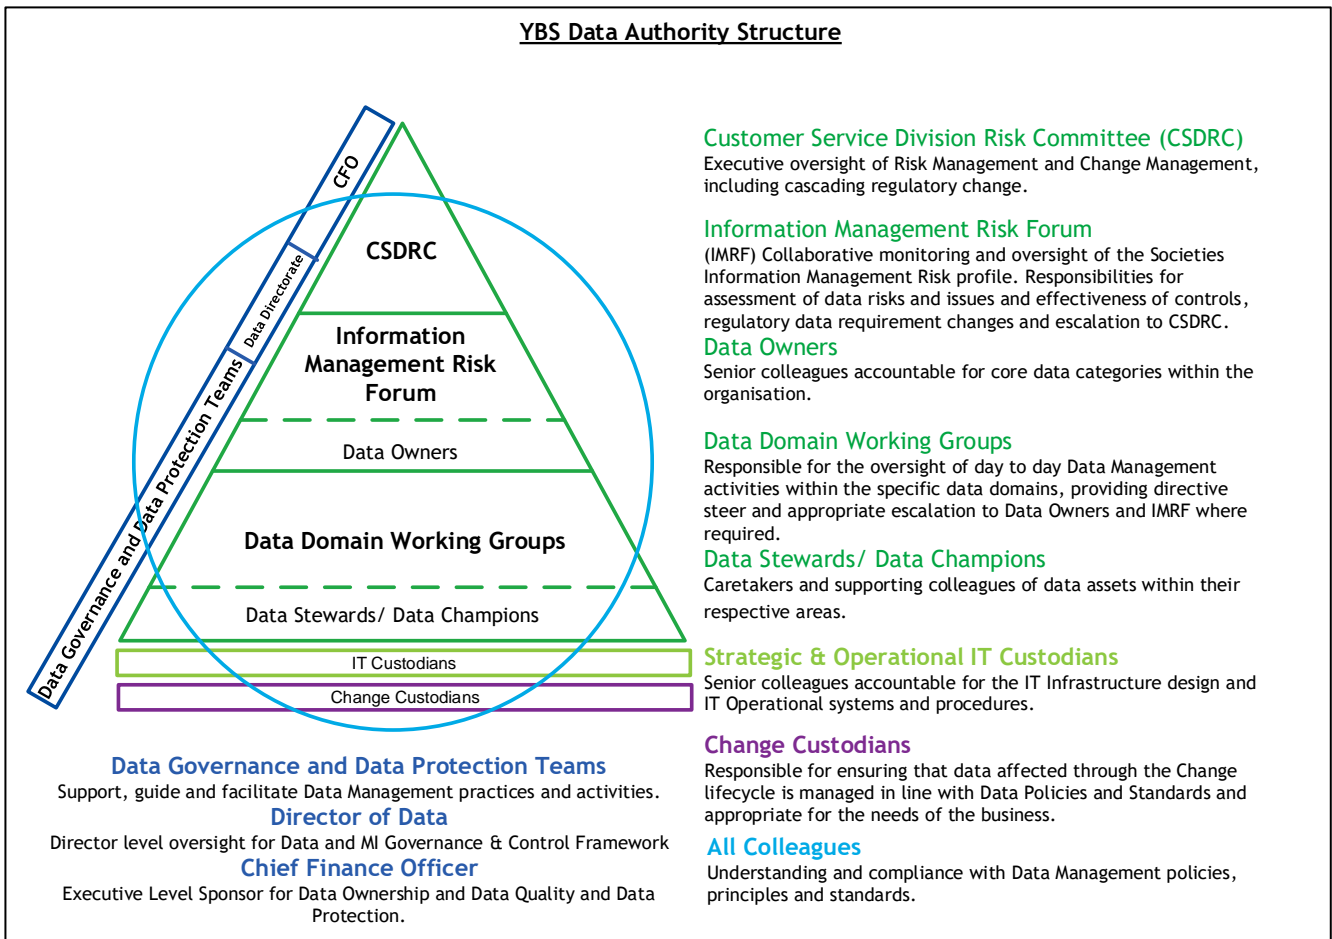 YBS Data Authority Structure
CFO
Data Directorate
Data Governance and Data Protection Teams
CSDRC
Information
Management Risk
Forum
Data Owners
Data Domain Working Groups
Data Stewards/ Data Champions
IT Custodians
Change Custodians
Data Governance and Data Protection Teams
Support, guide and facilitate Data Management practices and activities.
Director of Data
Director level oversight for Data and MI Governance & Control Framework
Chief Finance Officer
Executive Level Sponsor for Data Ownership and Data Quality and Data
Protection.
Customer Service Division Risk Committee (CSDRC)
Executive oversight of Risk Management and Change Management,
including cascading regulatory change.
Information Management Risk Forum
(IMRF) Collaborative monitoring and oversight of the Societies
Information Management Risk profile. Responsibilities for
assessment of data risks and issues and effectiveness of controls,
regulatory data requirement changes and escalation to CSDRC.
Data Owners
Senior colleagues accountable for core data categories within the
organisation.
Data Domain Working Groups
Responsible for the oversight of day to day Data Management
activities within the specific data domains, providing directive
steer and appropriate escalation to Data Owners and IMRF where
required.
Data Stewards/ Data Champions
Caretakers and supporting colleagues of data assets within their
respective areas.
Strategic & Operational IT Custodians
Senior colleagues accountable for the IT Infrastructure design and
IT Operational systems and procedures.
Change Custodians
Responsible for ensuring that data affected through the Change
lifecycle is managed in line with Data Policies and Standards and
appropriate for the needs of the business.
All Colleagues
Understanding and compliance with Data Management policies,
principles and standards.